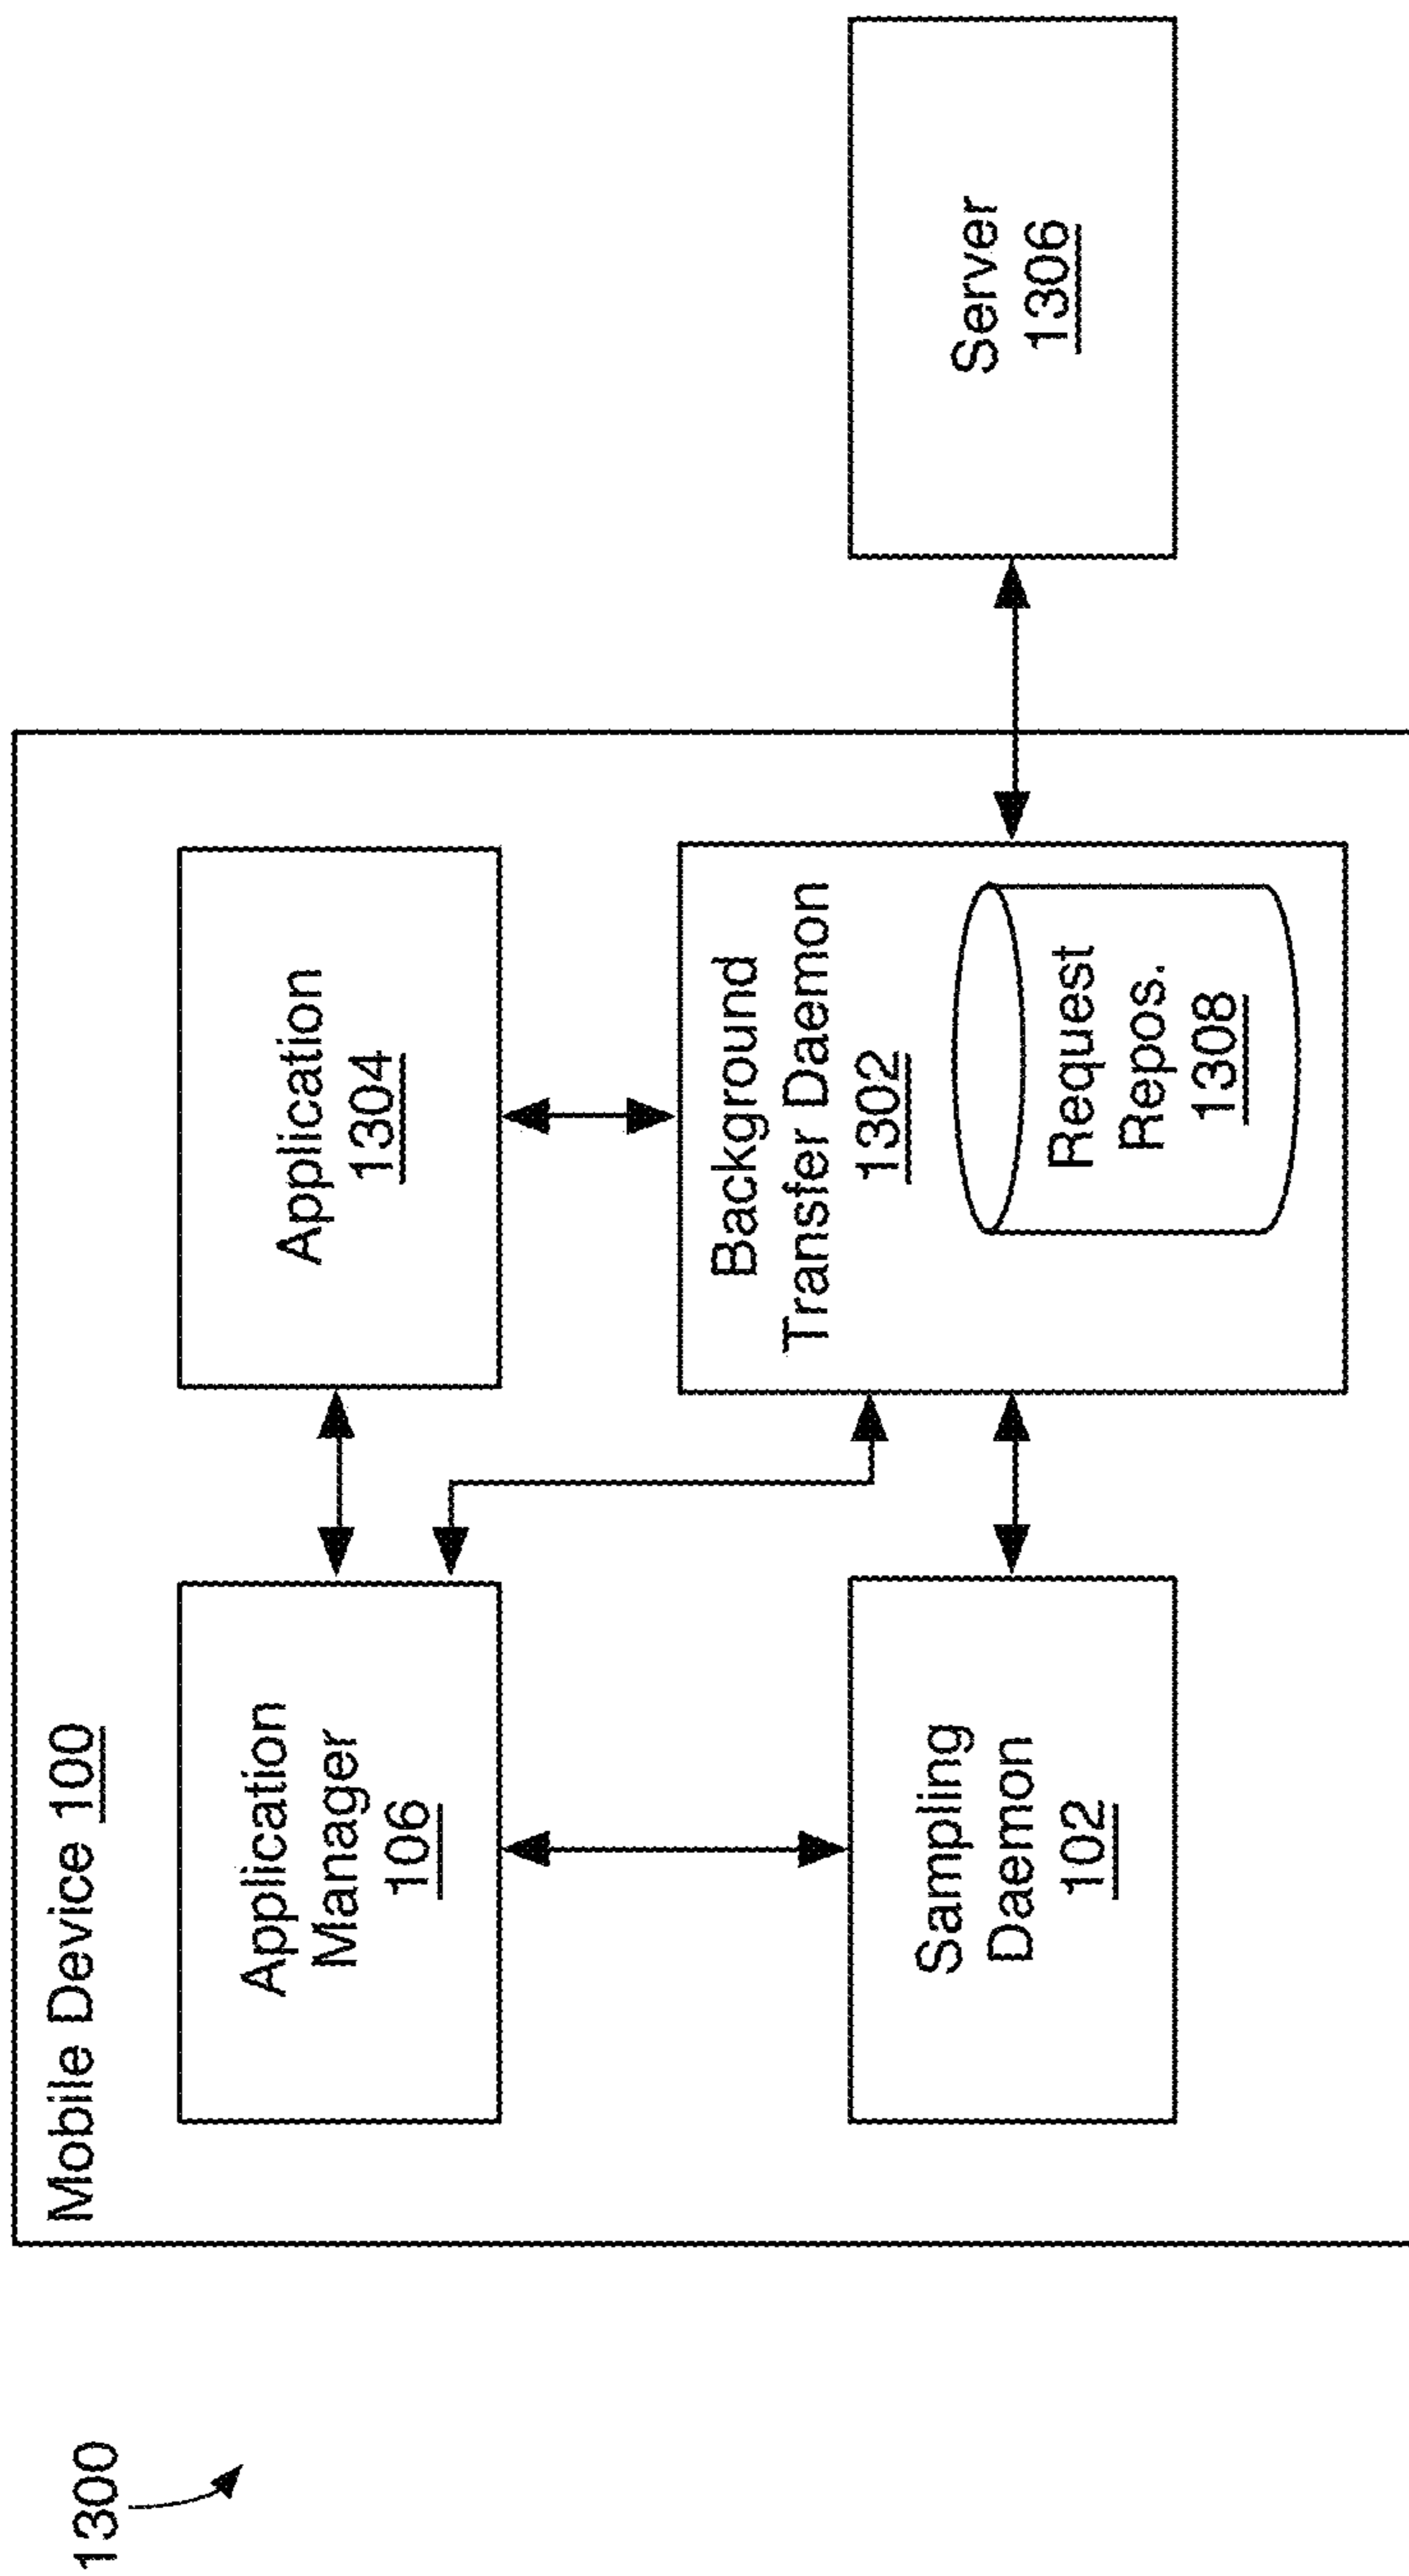 1300
Mobile Device 100
Application
Manager
106
Application
1304
Sampling
Daemon
102
Background
Transfer Daemon
1302
Request
Repos.
1308
Server
1306